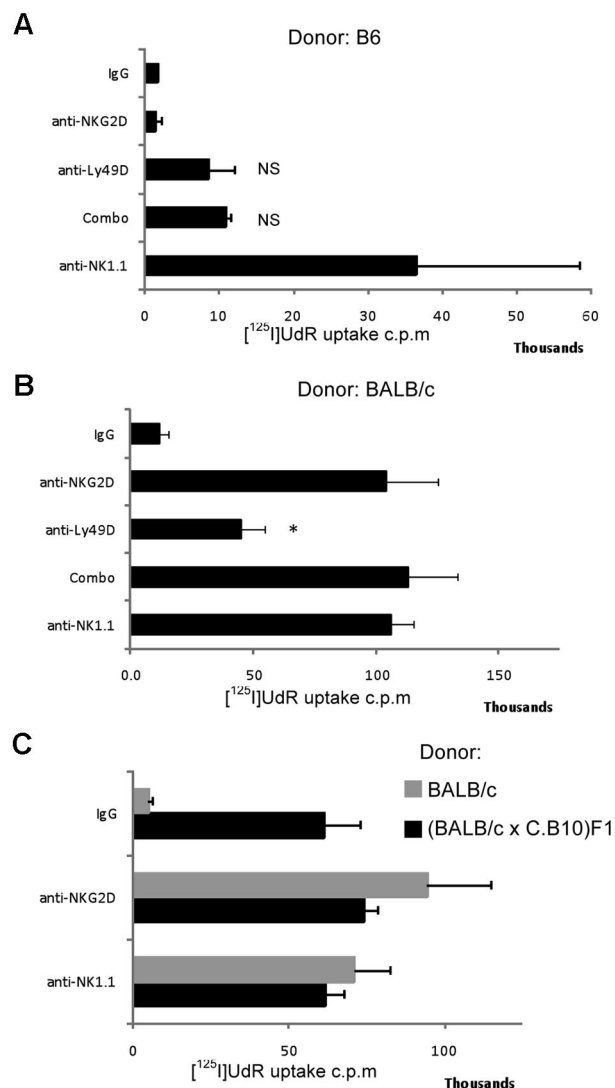 A
Donor: B6
IgG
anti-NKG2D
anti-Ly49D NS
Combo NS
anti-NK1.1
0 10 20 30 40 50 60
[125I]UdR uptake c.p.m
Thousands
B
Donor: BALB/c
IgG
anti-NKG2D
anti-Ly49D *
Combo
anti-NK1.1
0.0 50 100 150
[125I]UdR uptake c.p.m
Thousands
C
Donor:
BALB/c
(BALB/c x C.B10)F1
IgG
anti-NKG2D
anti-NK1.1
0 50 100
[125I]UdR uptake c.p.m
Thousands